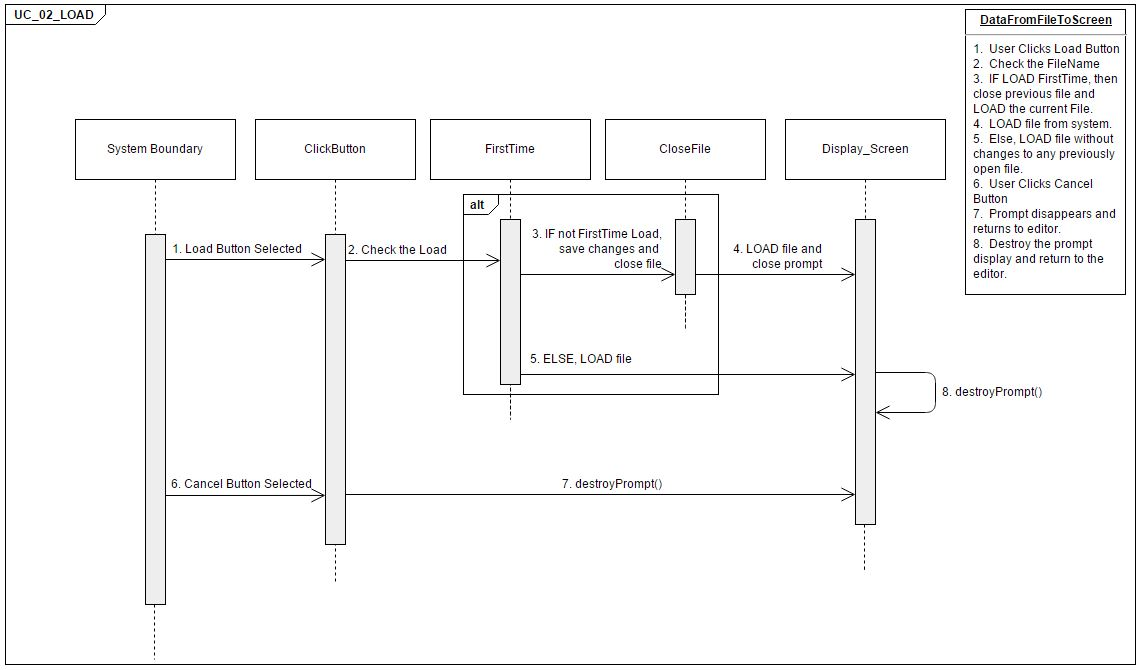 UC_02_LOAD
DataFromFileToScreen
1. User Clicks Load Button
2. Check the FileName
3. IF LOAD FirstTime, then
close previous file and
LOAD the current File.
4. LOAD file from system.
5. Else, LOAD file without
changes to any previously
open file.
6. User Clicks Cancel
Button
7. Prompt disappears and
returns to editor.
8. Destroy the prompt
display and return to the
editor.
System Boundary
ClickButton
FirstTime
CloseFile
Display_Screen
alt
1. Load Button Selected
2. Check the Load
3. IF not FirstTime Load,
save changes and
close file
4. LOAD file and
close prompt
5. ELSE, LOAD file
8. destroyPrompt()
6. Cancel Button Selected
7. destroyPrompt()